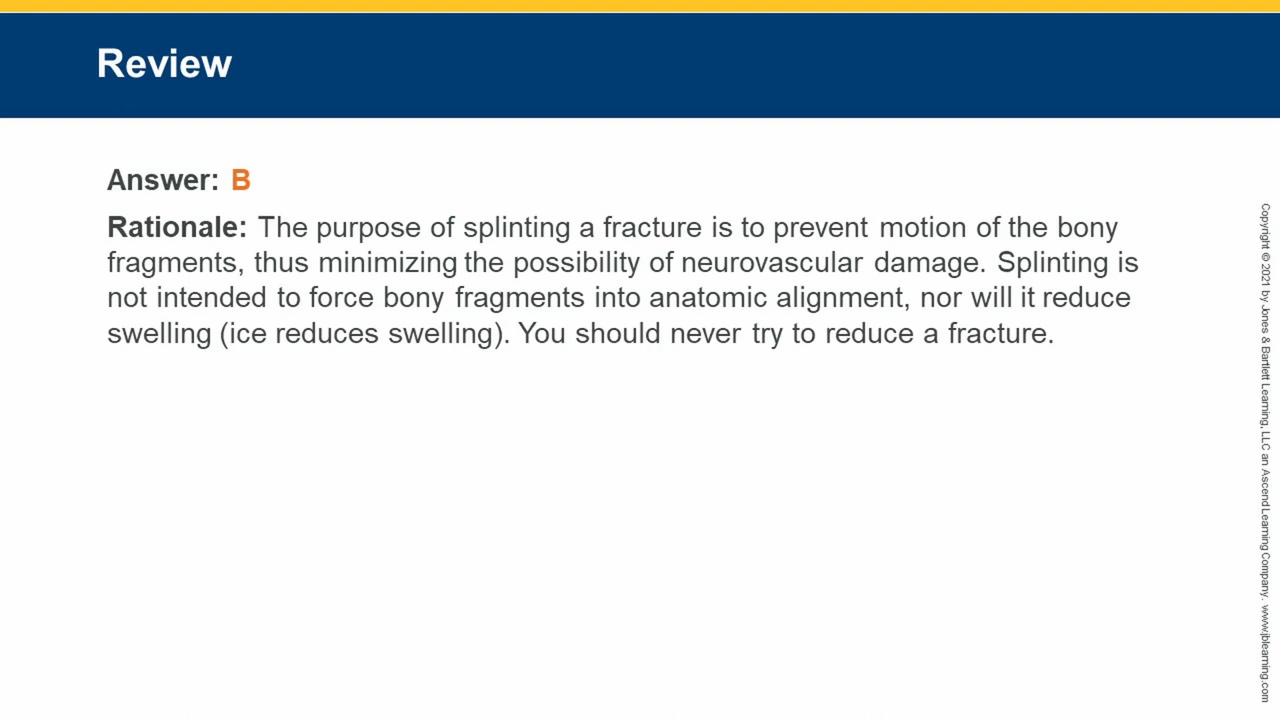 Review
Answer: B
Rationale: The purpose of splinting a fracture is to prevent motion of the bony
fragments, thus minimizing the possibility of neurovascular damage. Splinting is
not intended to force bony fragments into anatomic alignment, nor will it reduce
swelling (ice reduces swelling). You should never try to reduce a fracture.
Copyright © 2021 by Jones & Bartlett Learning, LLC an Ascend Learning Company. www.jblearning.com